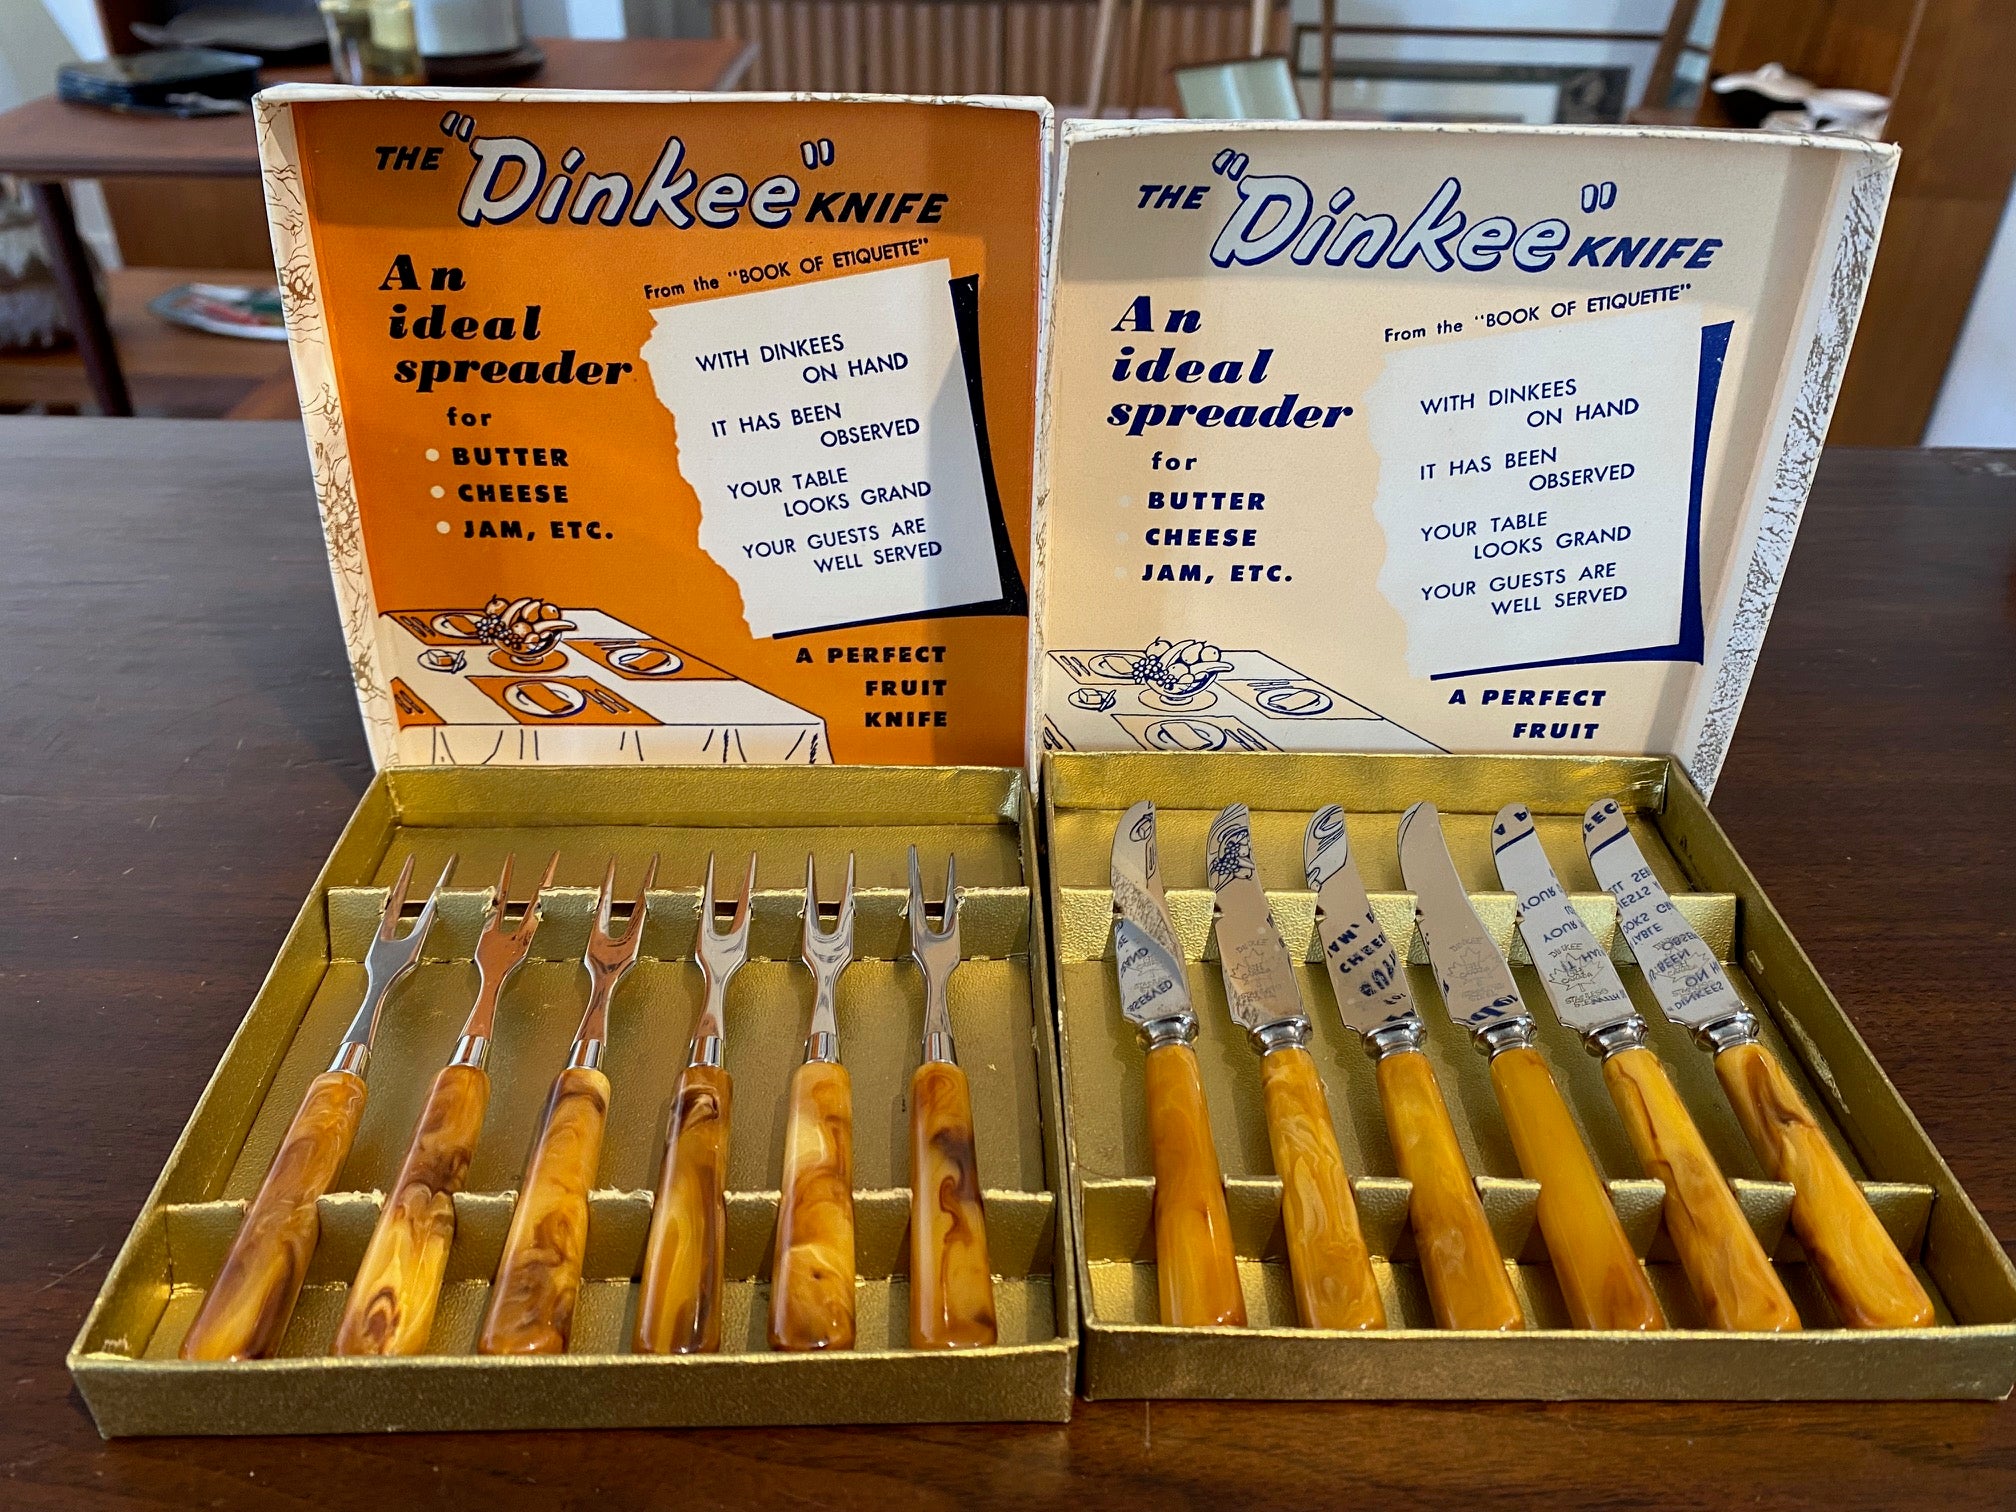 THE "Dinkee" KNIFE
An
ideal
spreader
for
BUTTER
CHEESE
JAM, ETC.
From the "BOOK OF ETIQUETTE"
WITH DINKEES
ON HAND
IT HAS BEEN
OBSERVED
YOUR TABLE
LOOKS GRAND
YOUR GUESTS ARE
WELL SERVED
A PERFECT
FRUIT
KNIFE
THE "Dinkee" KNIFE
An
ideal
spreader
for
BUTTER
CHEESE
JAM, ETC.
From the "BOOK OF ETIQUETTE"
WITH DINKEES
ON HAND
IT HAS BEEN
OBSERVED
YOUR TABLE
LOOKS GRAND
YOUR GUESTS ARE
WELL SERVED
A PERFECT
FRUIT